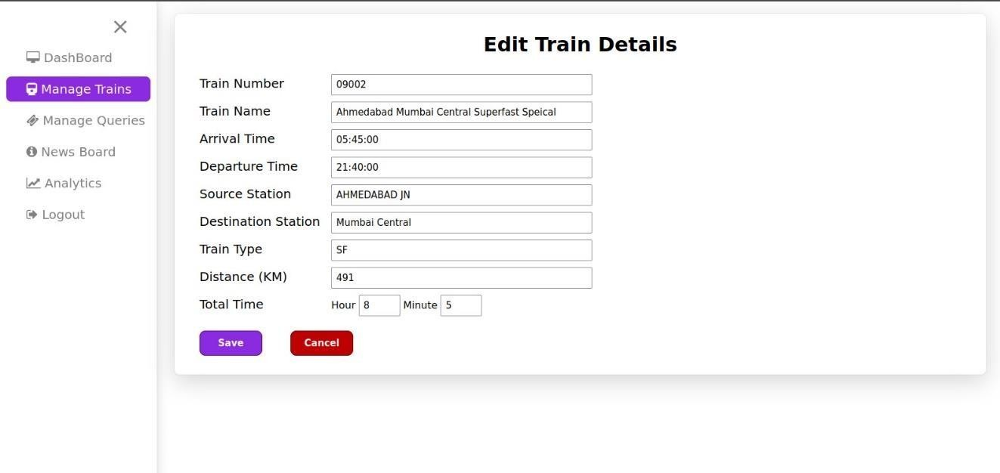 DashBoard
Manage Trains
Manage Queries
News Board
Analytics
Logout
Edit Train Details
Train Number 09002
Train Name Ahmedabad Mumbai Central Superfast Speical
Arrival Time 05:45:00
Departure Time 21:40:00
Source Station AHMEDABAD JN
Destination Station Mumbai Central
Train Type SF
Distance (KM) 491
Total Time Hour 8 Minute 5
Save Cancel